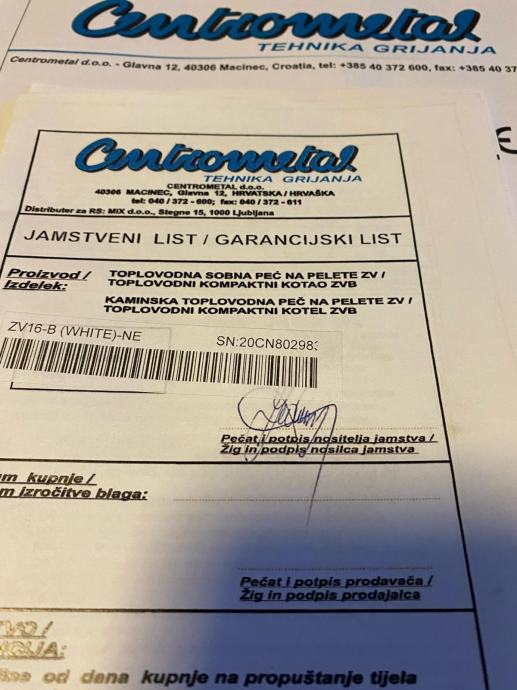 Centrometal
TEHNIKA GRIJANJA
Centrometal d.o.o. - Glavna 12, 40306 Macinec, Croatia, tel: +385 40 372 600, fax: +385 40 37
Centrometal
TEHNIKA GRIJANJA
CENTROMETAL d.o.o.
40306 MACINEC, Glavna 12, HRVATSKA / HRVAŠKA
tel: 040 / 372 - 600; fax: 040 / 372 - 611
Distributer za RS: MIX d.o.o., Stegne 15, 1000 Ljubljana
JAMSTVENI LIST / GARANCIJSKI LIST
Proizvod / TOPLOVODNA SOBNA PEĆ NA PELETE ZV /
Izdelek: TOPLOVODNI KOMPAKTNI KOTAO ZVB
KAMINSKA TOPLOVODNA PEČ NA PELETE ZV /
TOPLOVODNI KOMPAKTNI KOTEL ZVB
ZV16-B (WHITE)-NE SN:20CN80298
Pečat i potpis nositelja jamstva /
Žig in podpis nosilca jamstva
um kupnje /
m izročitve blaga:
Pečat i potpis prodavača /
Žig in podpis prodajalca
TVO /
CIJA:
od dana kupnje na propuštanje tijela